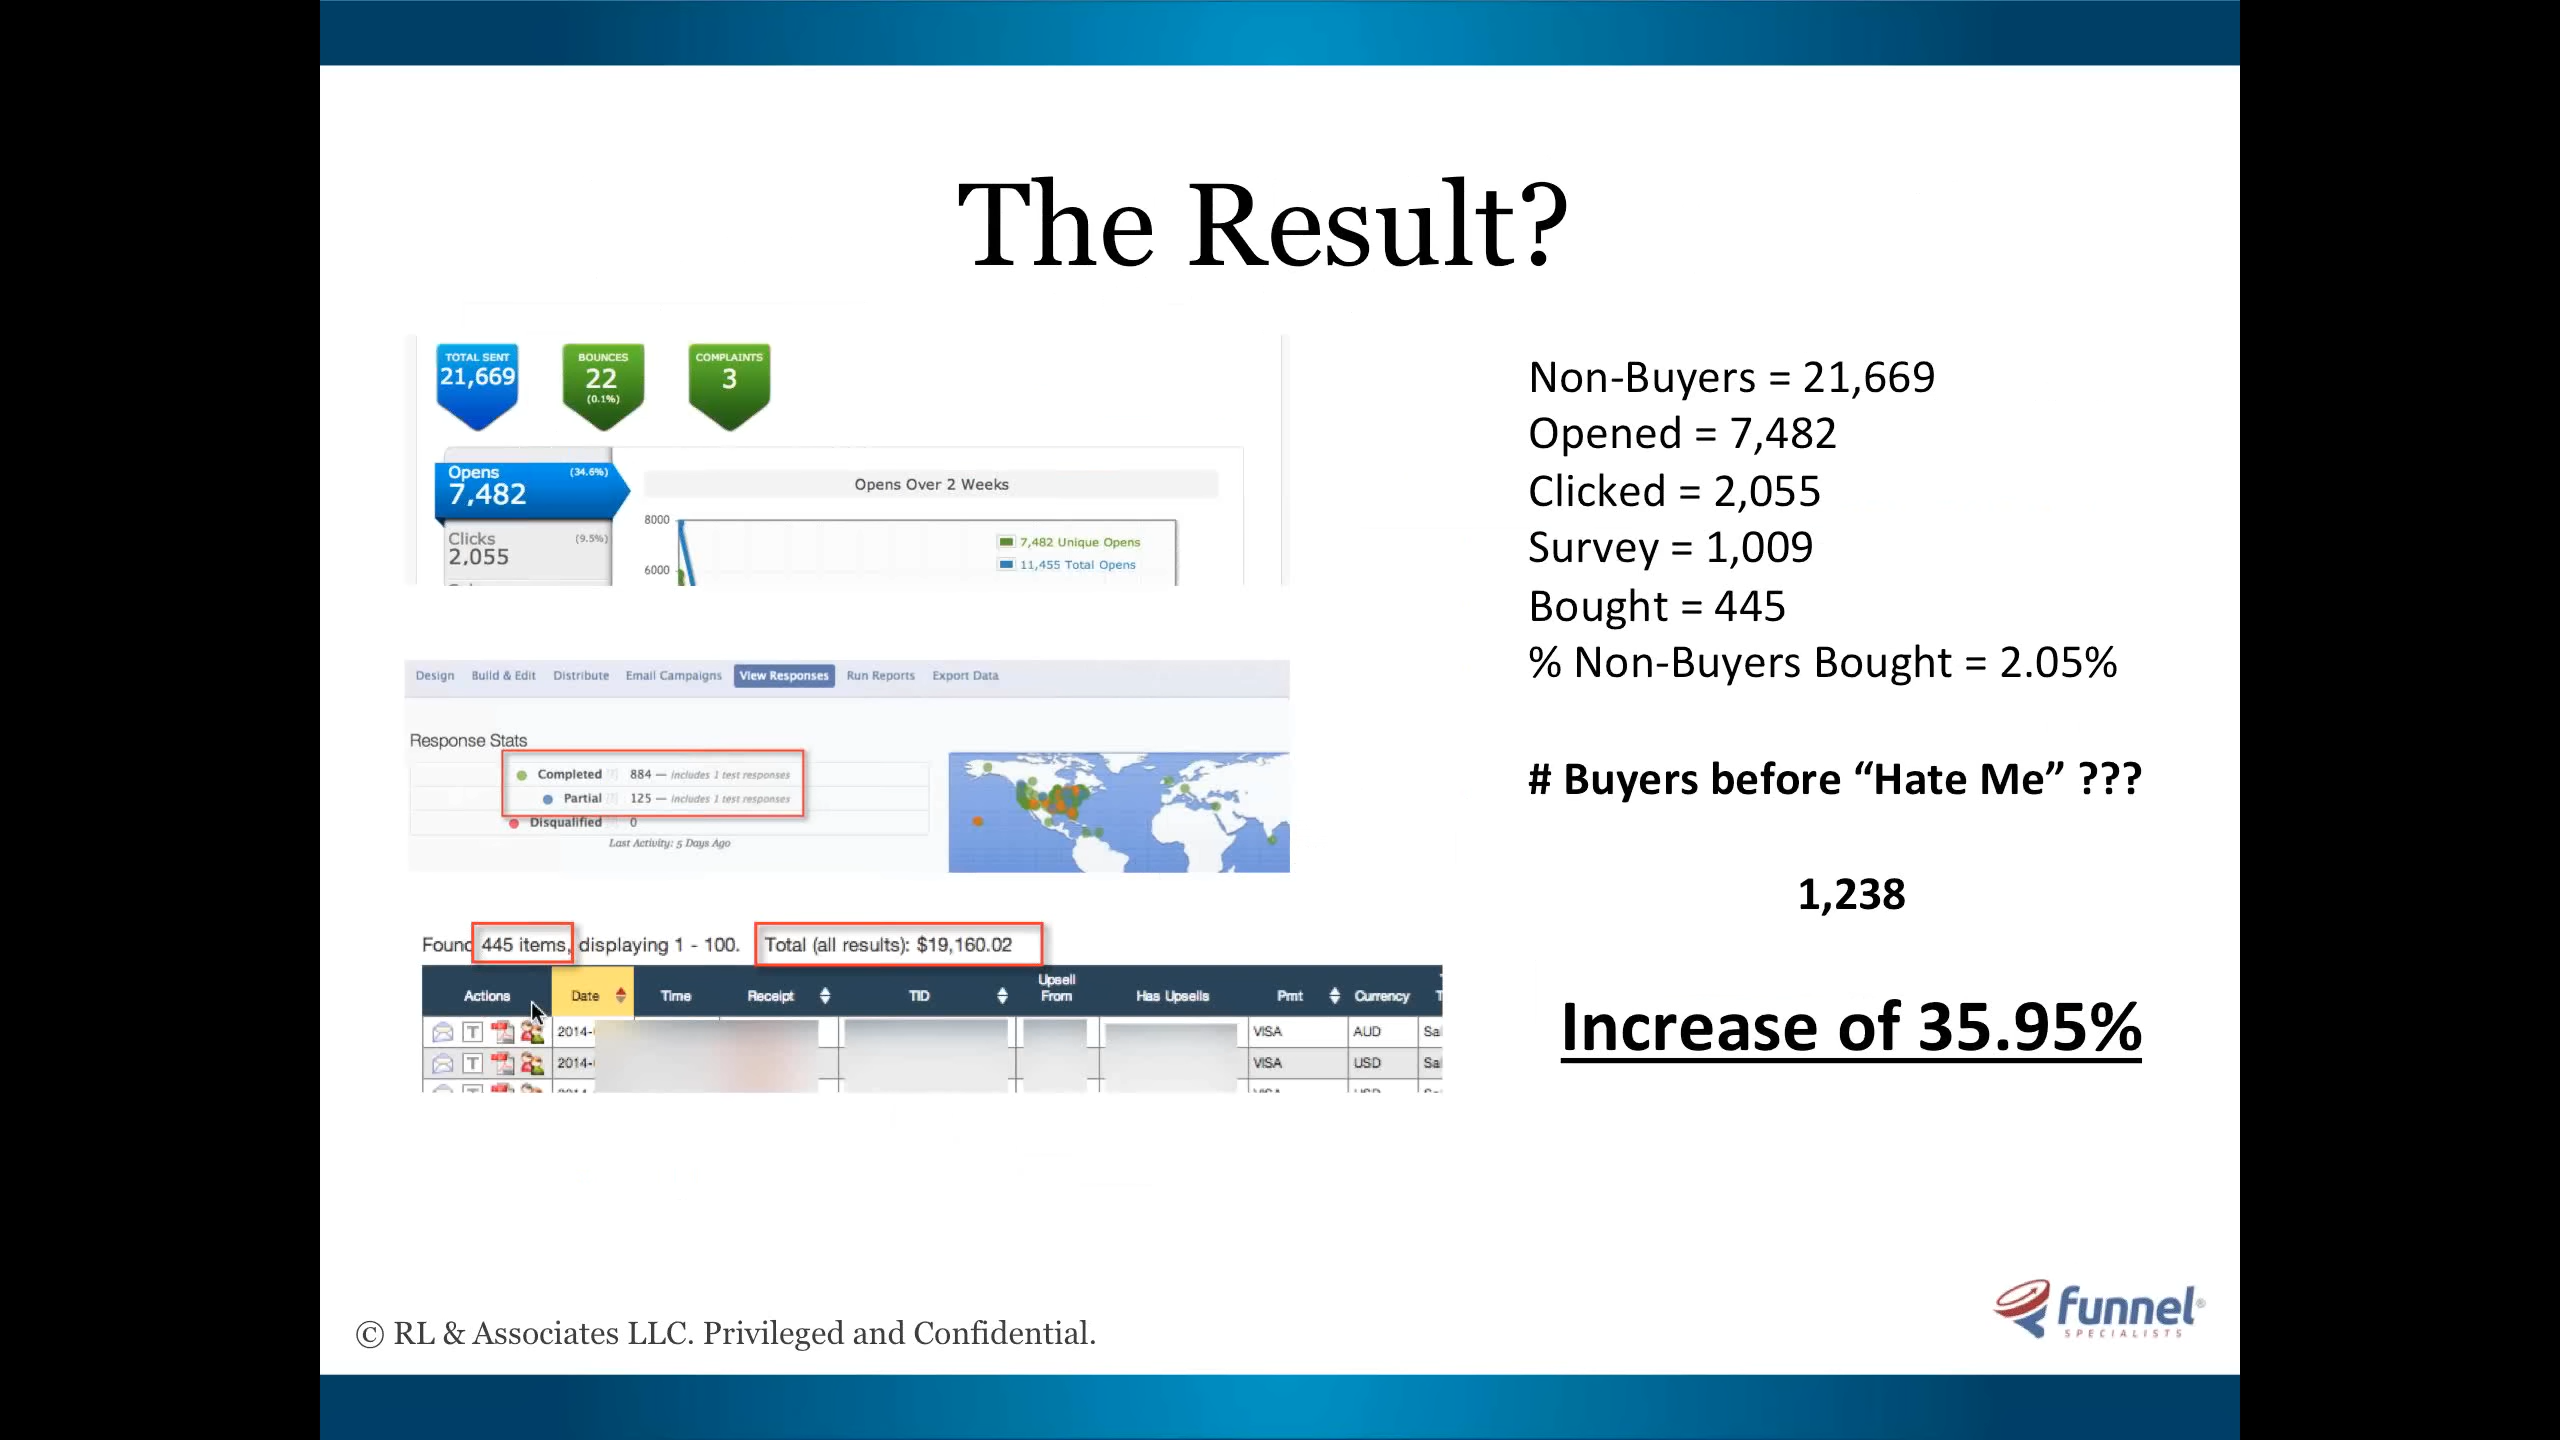 The Result?
TOTAL SENT
21,669
BOUNCES
22
(0.1%)
COMPLAINTS
3
Opens (34.6%)
7,482
Clicks (9.5%)
2,055
Opens Over 2 Weeks
8000
6000
7,482 Unique Opens
11,455 Total Opens
Design Build & Edit Distribute Email Campaigns View Responses Run Reports Export Data
Response Stats
Completed [?] 884 — includes 1 test responses
Partial [?] 125 — includes 1 test responses
Disqualified [?] 0
Last Activity: 5 Days Ago
Found 445 items, displaying 1 - 100. Total (all results): $19,160.02
Actions Date Time Receipt TID Upsell From Has Upsells Pmt Currency T
T 2014- VISA AUD Sa
T 2014- VISA USD Sa
Non-Buyers = 21,669
Opened = 7,482
Clicked = 2,055
Survey = 1,009
Bought = 445
% Non-Buyers Bought = 2.05%
# Buyers before “Hate Me” ???
1,238
Increase of 35.95%
© RL & Associates LLC. Privileged and Confidential.
funnel®
SPECIALISTS